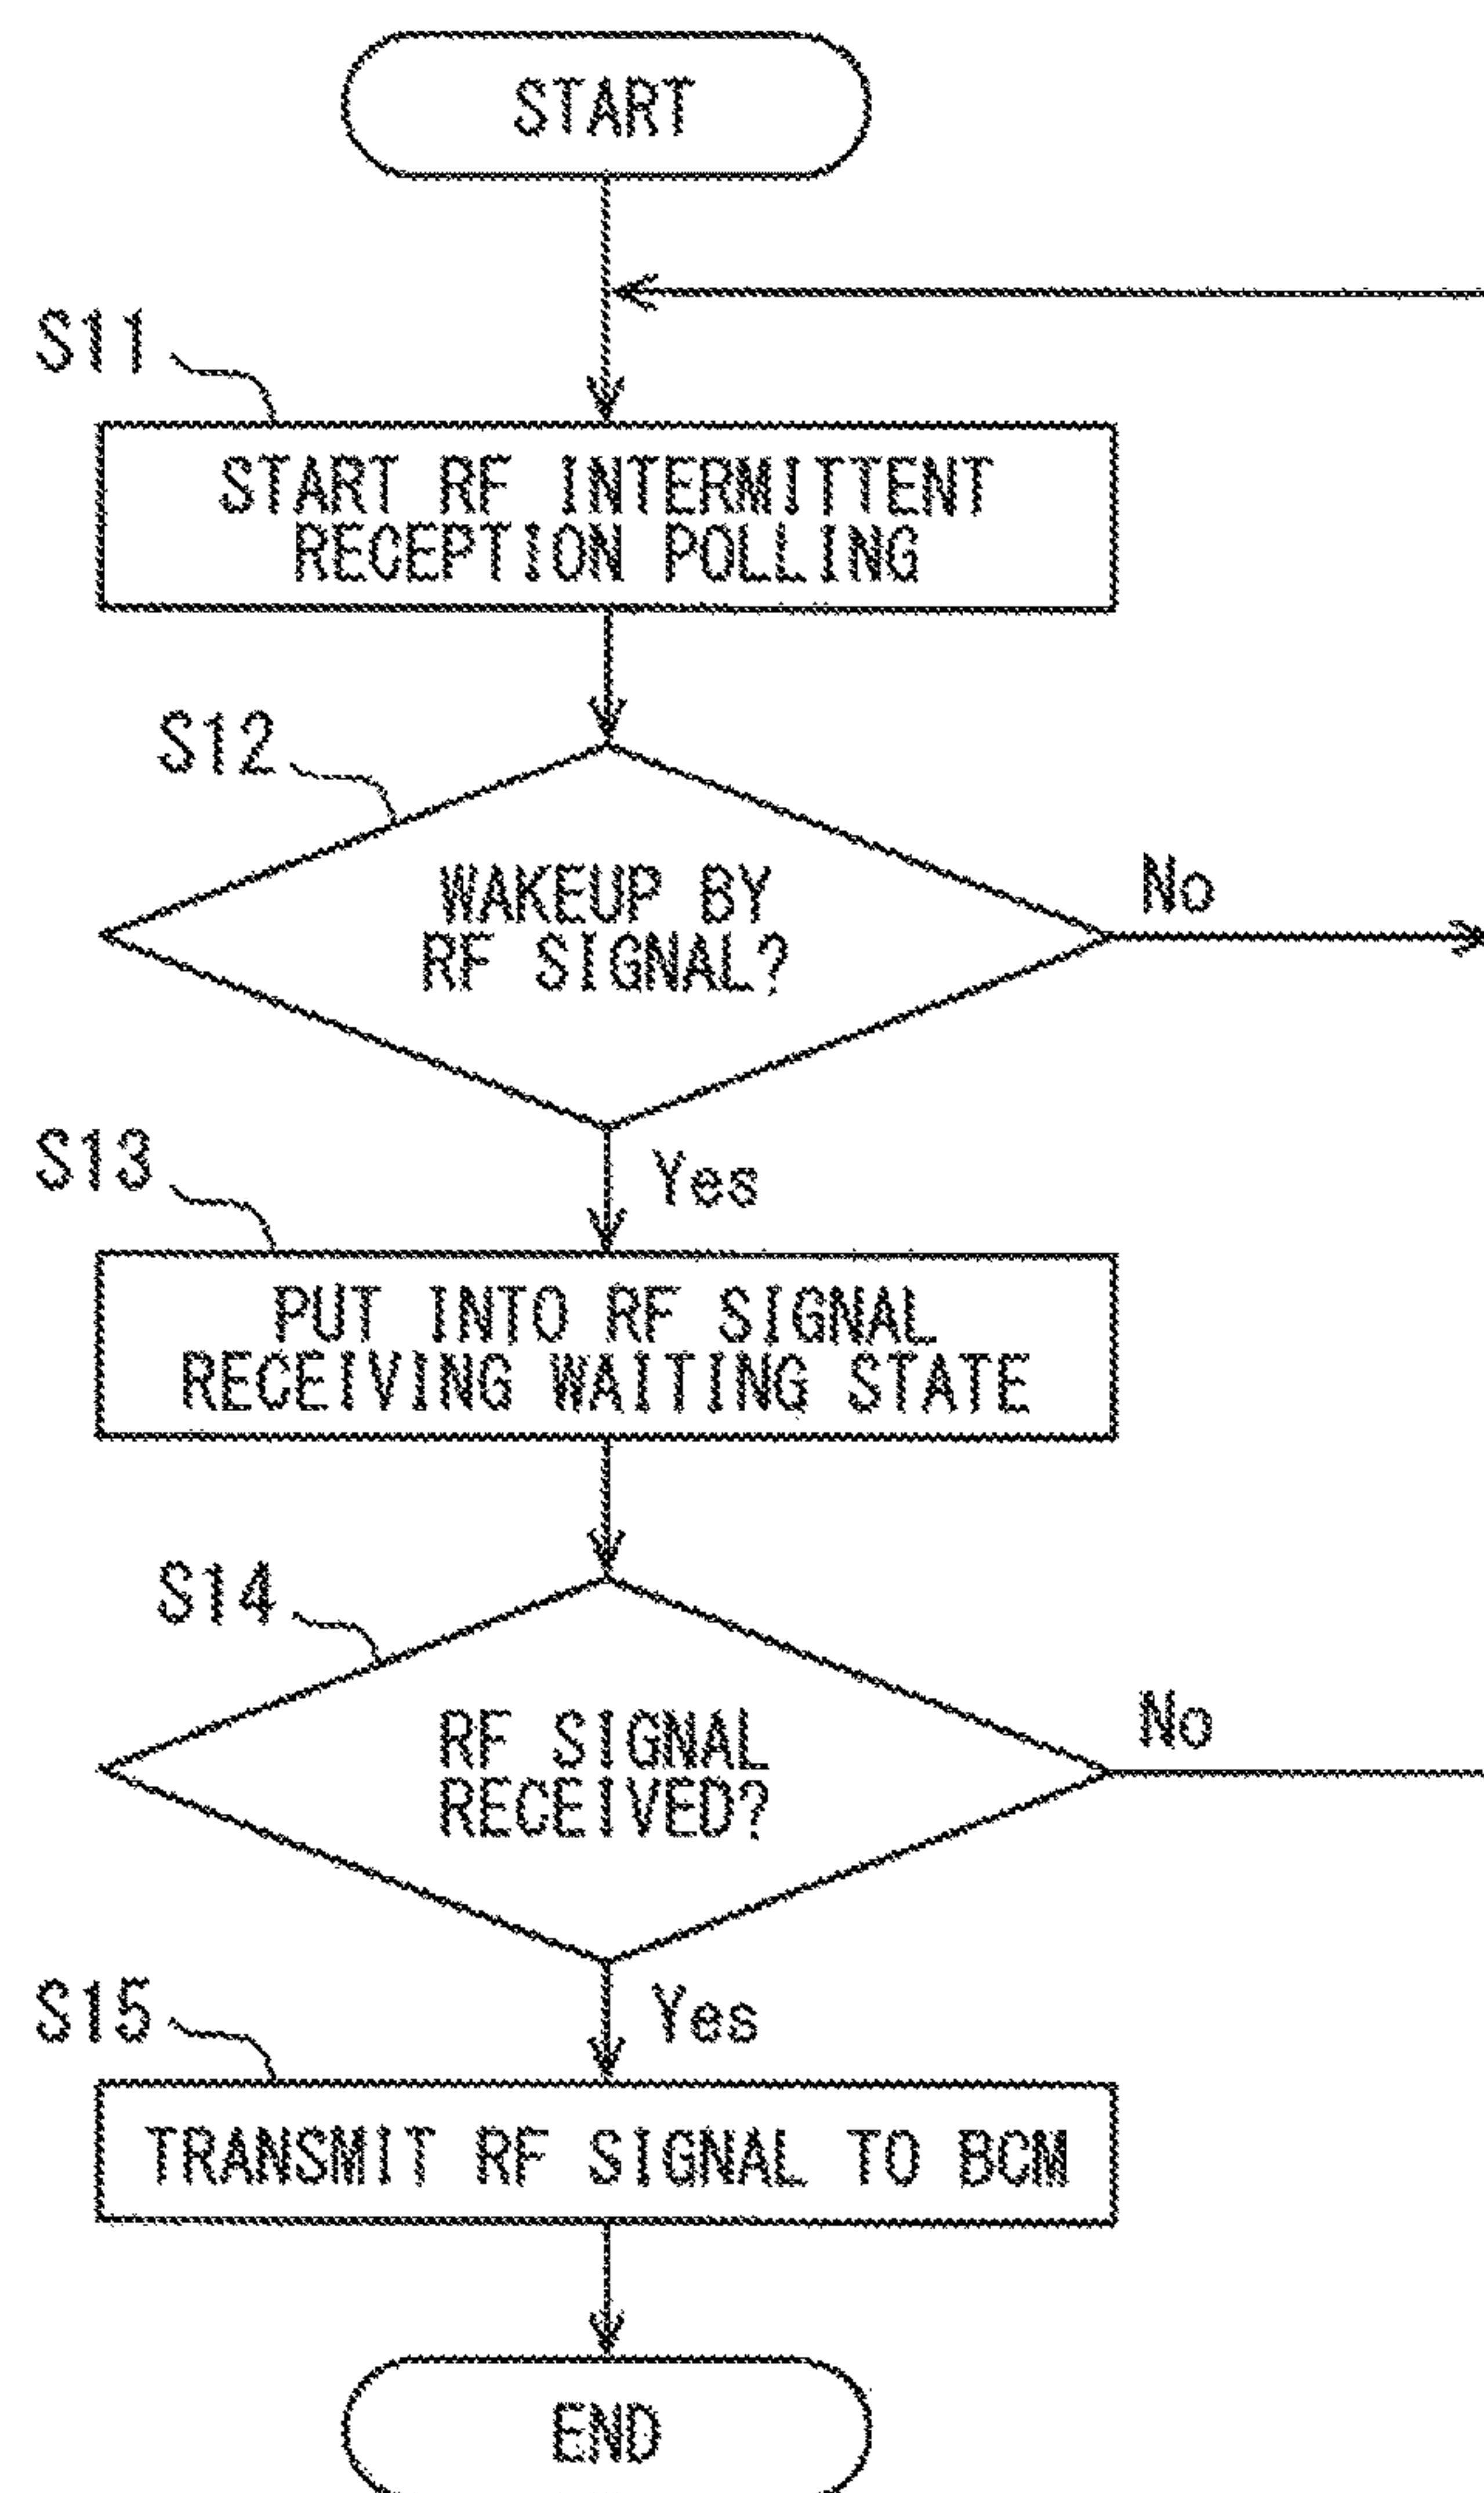 START
S11
START RF INTERMITTENT
RECEPTION POLLING
S12
WAKEUP BY
RF SIGNAL?
No
Yes
S13
PUT INTO RF SIGNAL
RECEIVING WAITING STATE
S14
RF SIGNAL
RECEIVED?
No
Yes
S15
TRANSMIT RF SIGNAL TO BCM
END